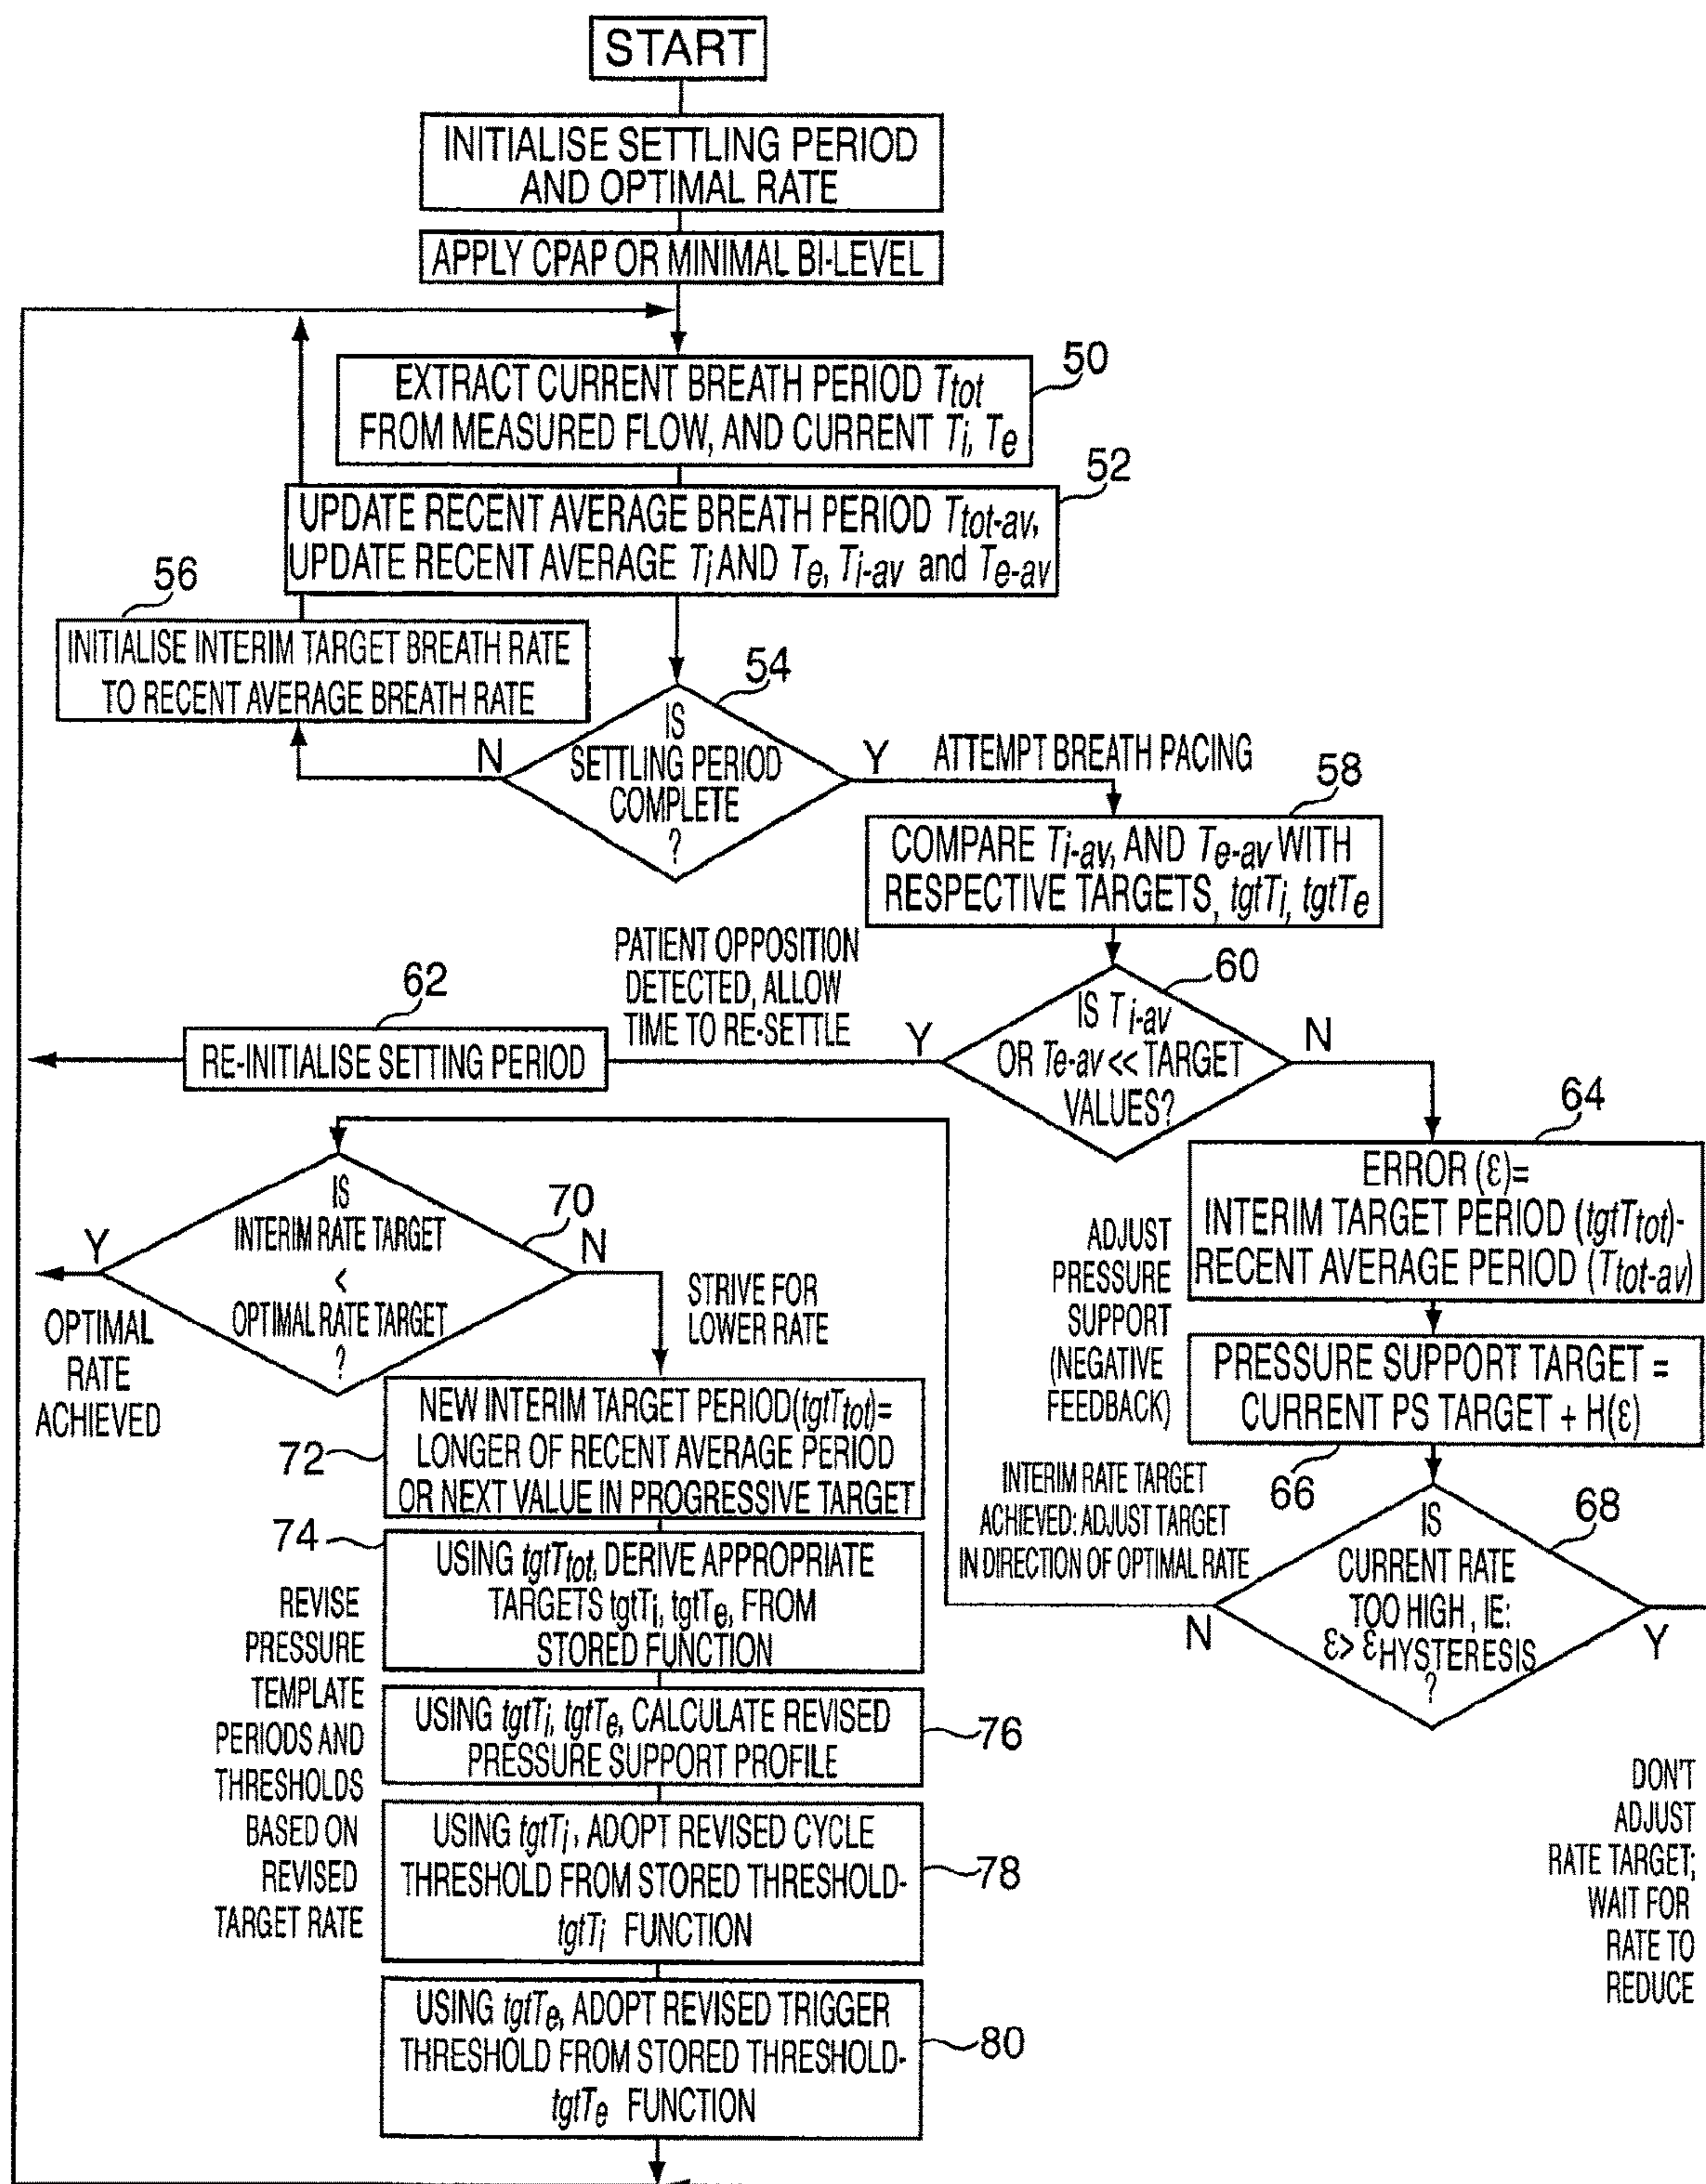 START
INITIALISE SETTLING PERIOD
AND OPTIMAL RATE
APPLY CPAP OR MINIMAL BI-LEVEL
50
EXTRACT CURRENT BREATH PERIOD Ttot
FROM MEASURED FLOW, AND CURRENT Ti, Te
52
UPDATE RECENT AVERAGE BREATH PERIOD Ttot-av,
UPDATE RECENT AVERAGE Ti AND Te, Ti-av and Te-av
56
INITIALISE INTERIM TARGET BREATH RATE
TO RECENT AVERAGE BREATH RATE
54
IS
SETTLING PERIOD
COMPLETE
?
N
Y
ATTEMPT BREATH PACING
58
COMPARE Ti-av, AND Te-av WITH
RESPECTIVE TARGETS, tgtTi, tgtTe
PATIENT OPPOSITION
DETECTED, ALLOW
TIME TO RE-SETTLE
60
IS Ti-av
OR Te-av << TARGET
VALUES?
Y
N
62
RE-INITIALISE SETTING PERIOD
64
ERROR (ε)=
INTERIM TARGET PERIOD (tgtTtot)-
RECENT AVERAGE PERIOD (Ttot-av)
ADJUST
PRESSURE
SUPPORT
(NEGATIVE
FEEDBACK)
PRESSURE SUPPORT TARGET =
CURRENT PS TARGET + H(ε)
66
68
IS
CURRENT RATE
TOO HIGH, IE:
ε> εHYSTERESIS
?
N
Y
INTERIM RATE TARGET
ACHIEVED: ADJUST TARGET
IN DIRECTION OF OPTIMAL RATE
DON'T
ADJUST
RATE TARGET;
WAIT FOR
RATE TO
REDUCE
70
IS
INTERIM RATE TARGET
<
OPTIMAL RATE TARGET
?
Y
N
OPTIMAL
RATE
ACHIEVED
STRIVE FOR
LOWER RATE
72
NEW INTERIM TARGET PERIOD(tgtTtot)=
LONGER OF RECENT AVERAGE PERIOD
OR NEXT VALUE IN PROGRESSIVE TARGET
74
USING tgtTtot, DERIVE APPROPRIATE
TARGETS tgtTi, tgtTe, FROM
STORED FUNCTION
REVISE
PRESSURE
TEMPLATE
PERIODS AND
THRESHOLDS
BASED ON
REVISED
TARGET RATE
USING tgtTi, tgtTe, CALCULATE REVISED
PRESSURE SUPPORT PROFILE
76
USING tgtTi, ADOPT REVISED CYCLE
THRESHOLD FROM STORED THRESHOLD-
tgtTi FUNCTION
78
USING tgtTe, ADOPT REVISED TRIGGER
THRESHOLD FROM STORED THRESHOLD-
tgtTe FUNCTION
80